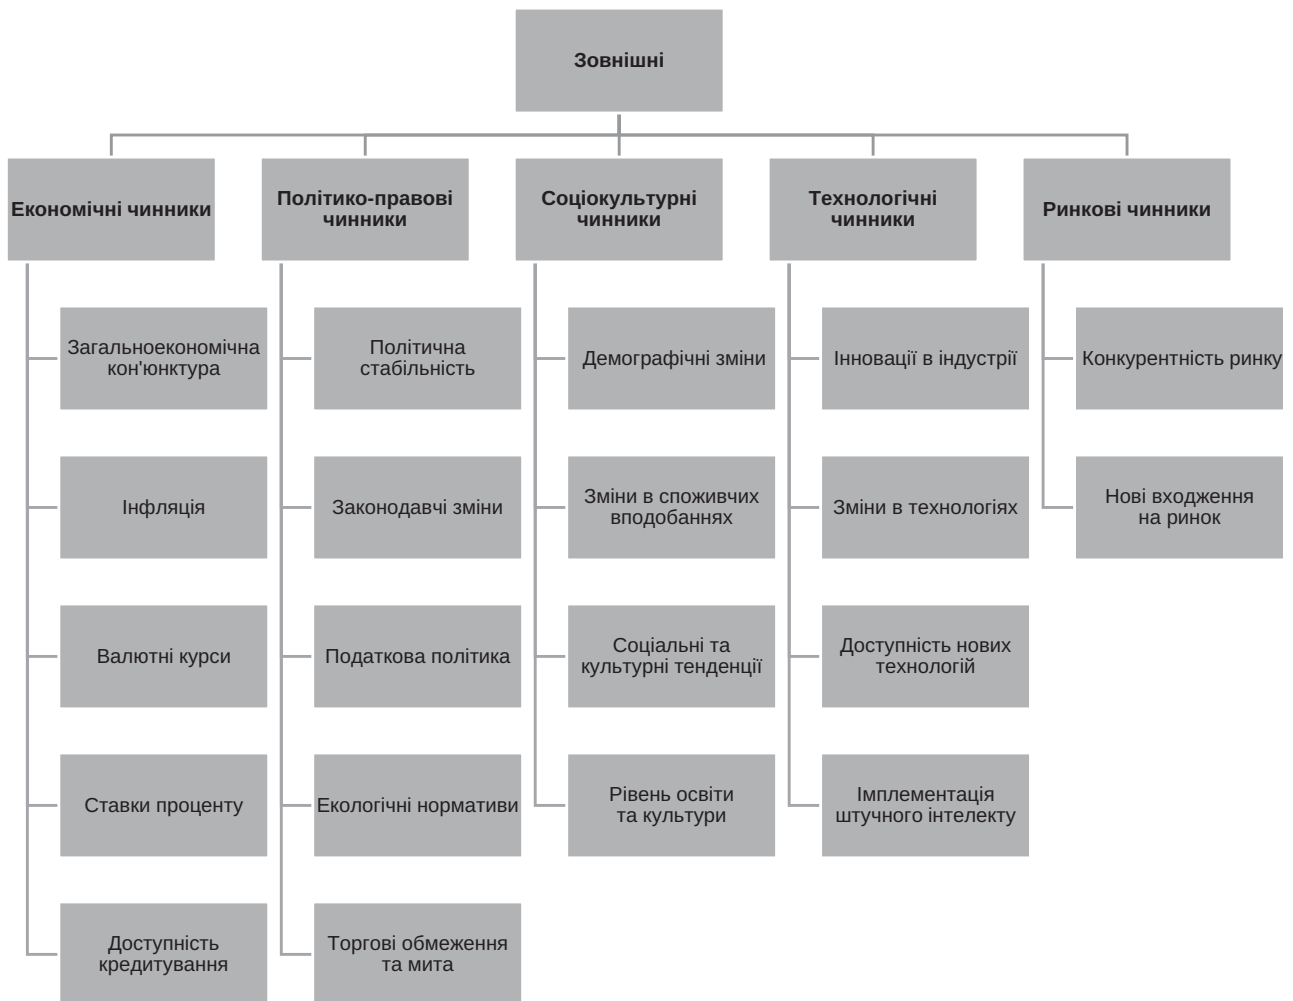 Зовнішні
Економічні чинники
Загальноекономічна
кон'юнктура
Інфляція
Валютні курси
Ставки проценту
Доступність
кредитування
Політико-правові
чинники
Політична
стабільність
Законодавчі зміни
Податкова політика
Екологічні нормативи
Торгові обмеження
та мита
Соціокультурні
чинники
Демографічні зміни
Зміни в споживчих
вподобаннях
Соціальні та
культурні тенденції
Рівень освіти
та культури
Технологічні
чинники
Інновації в індустрії
Зміни в технологіях
Доступність нових
технологій
Імплементація
штучного інтелекту
Ринкові чинники
Конкурентність ринку
Нові входження
на ринок